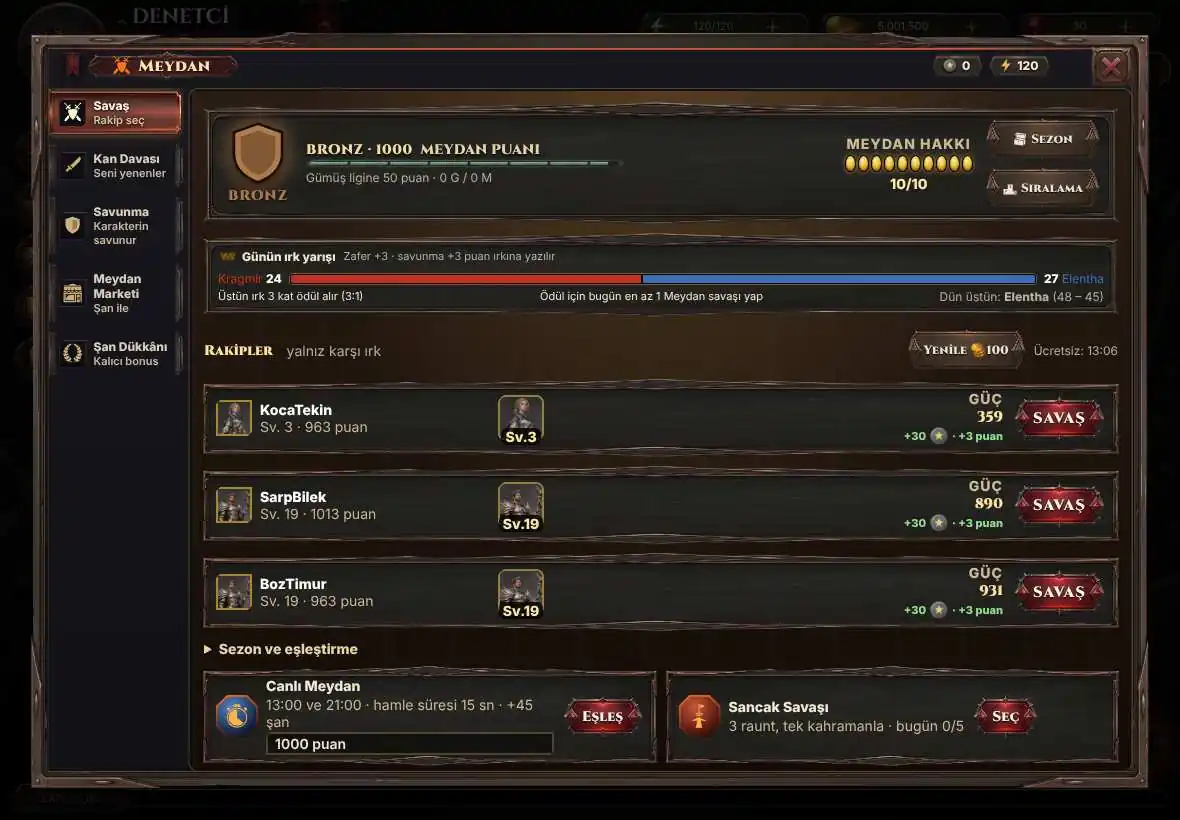 DENETCİ
120/120
5.001.500
30
MEYDAN
0
120
Savaş
Rakip seç
Kan Davası
Seni yenenler
Savunma
Karakterin
savunur
Meydan
Marketi
Şan ile
Şan Dükkânı
Kalıcı bonus
BRONZ
BRONZ · 1000 MEYDAN PUANI
Gümüş ligine 50 puan · 0 G / 0 M
MEYDAN HAKKI
10/10
SEZON
SIRALAMA
Günün ırk yarışı Zafer +3 · savunma +3 puan ırkına yazılır
Kragmir 24
27 Elentha
Üstün ırk 3 kat ödül alır (3:1)
Ödül için bugün en az 1 Meydan savaşı yap
Dün üstün: Elentha (48 – 45)
RAKİPLER yalnız karşı ırk
YENİLE 100
Ücretsiz: 13:06
KocaTekin
Sv. 3 · 963 puan
Sv.3
GÜÇ
359
+30 · +3 puan
SAVAŞ
SarpBilek
Sv. 19 · 1013 puan
Sv.19
GÜÇ
890
+30 · +3 puan
SAVAŞ
BozTimur
Sv. 19 · 963 puan
Sv.19
GÜÇ
931
+30 · +3 puan
SAVAŞ
Sezon ve eşleştirme
Canlı Meydan
13:00 ve 21:00 · hamle süresi 15 sn · +45
şan
1000 puan
EŞLEŞ
Sancak Savaşı
3 raunt, tek kahramanla · bugün 0/5
SEÇ